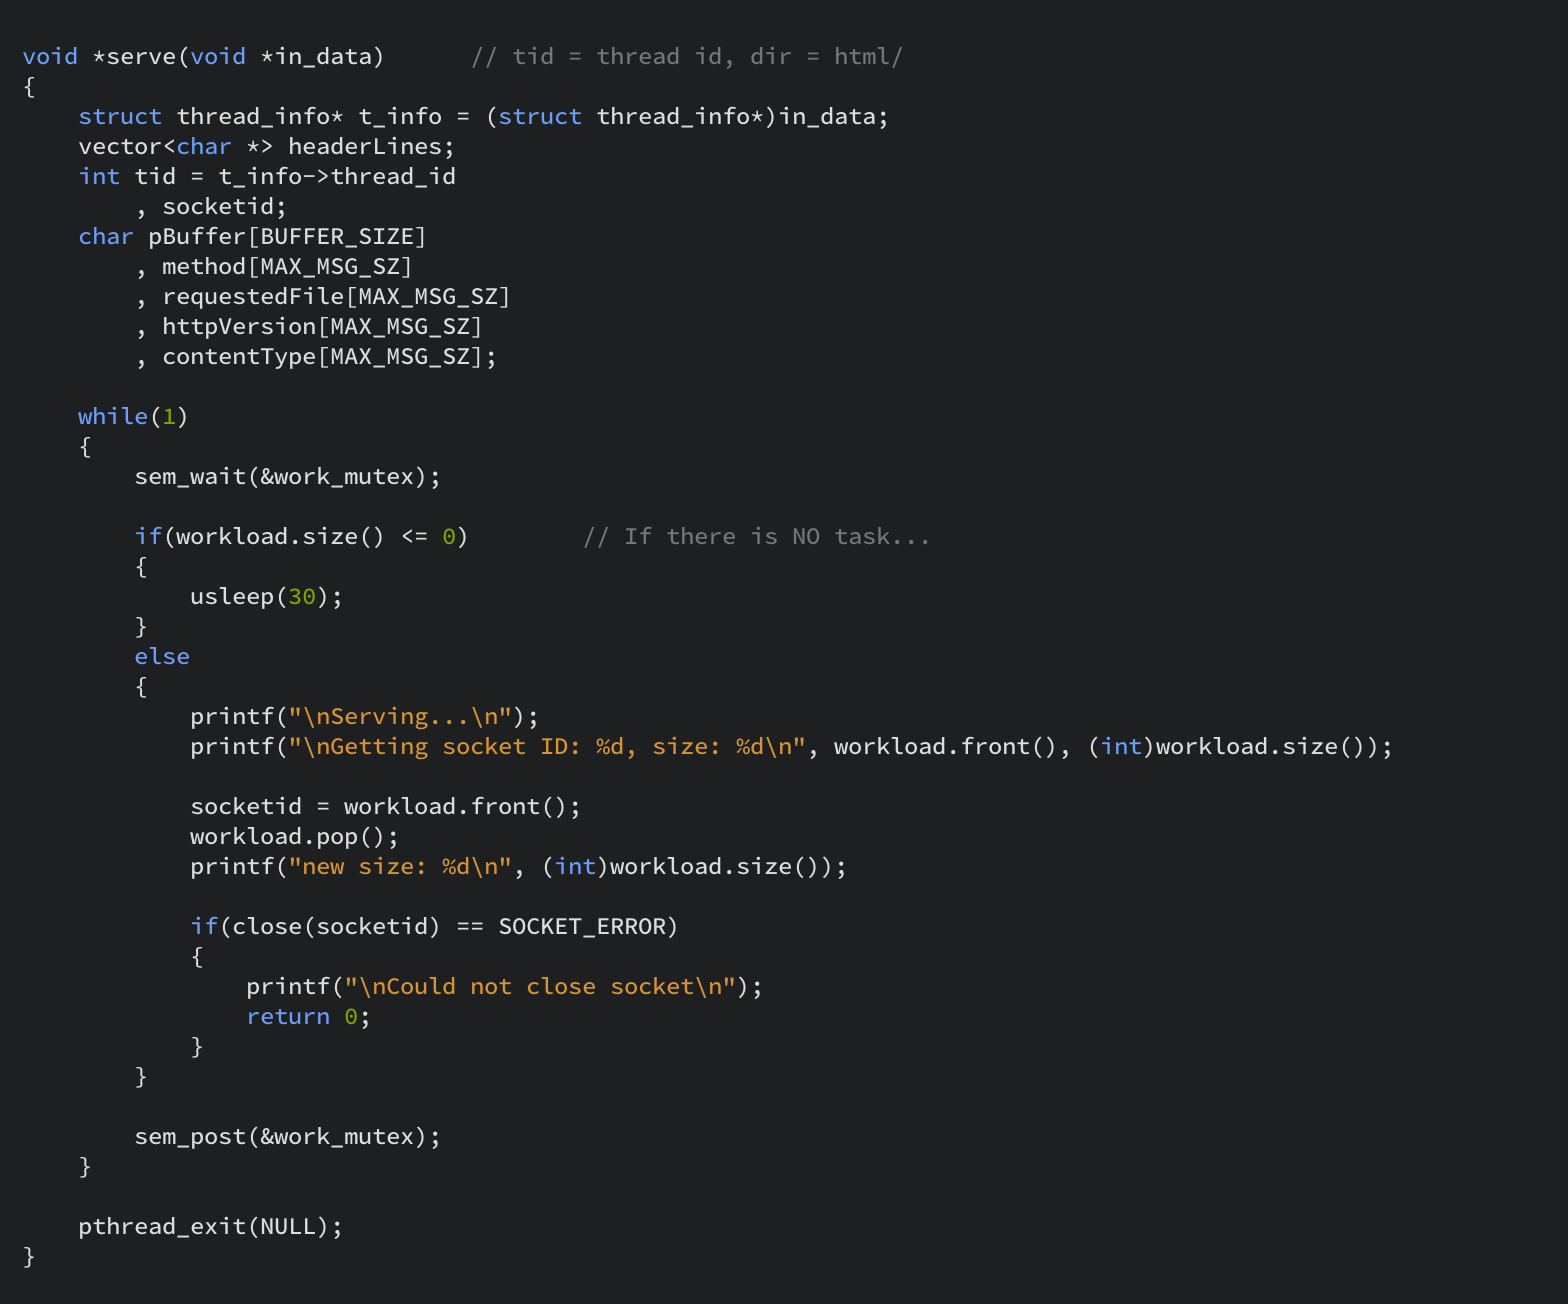 void *serve(void *in_data)      // tid = thread id, dir = html/
{
    struct thread_info* t_info = (struct thread_info*)in_data;
    vector<char *> headerLines;
    int tid = t_info->thread_id
        , socketid;
    char pBuffer[BUFFER_SIZE]
        , method[MAX_MSG_SZ]
        , requestedFile[MAX_MSG_SZ]
        , httpVersion[MAX_MSG_SZ]
        , contentType[MAX_MSG_SZ];

    while(1)
    {
        sem_wait(&work_mutex);

        if(workload.size() <= 0)        // If there is NO task...
        {
            usleep(30);
        }
        else
        {
            printf("\nServing...\n");
            printf("\nGetting socket ID: %d, size: %d\n", workload.front(), (int)workload.size());

            socketid = workload.front();
            workload.pop();
            printf("new size: %d\n", (int)workload.size());

            if(close(socketid) == SOCKET_ERROR)
            {
                printf("\nCould not close socket\n");
                return 0;
            }
        }

        sem_post(&work_mutex);
    }

    pthread_exit(NULL);
}